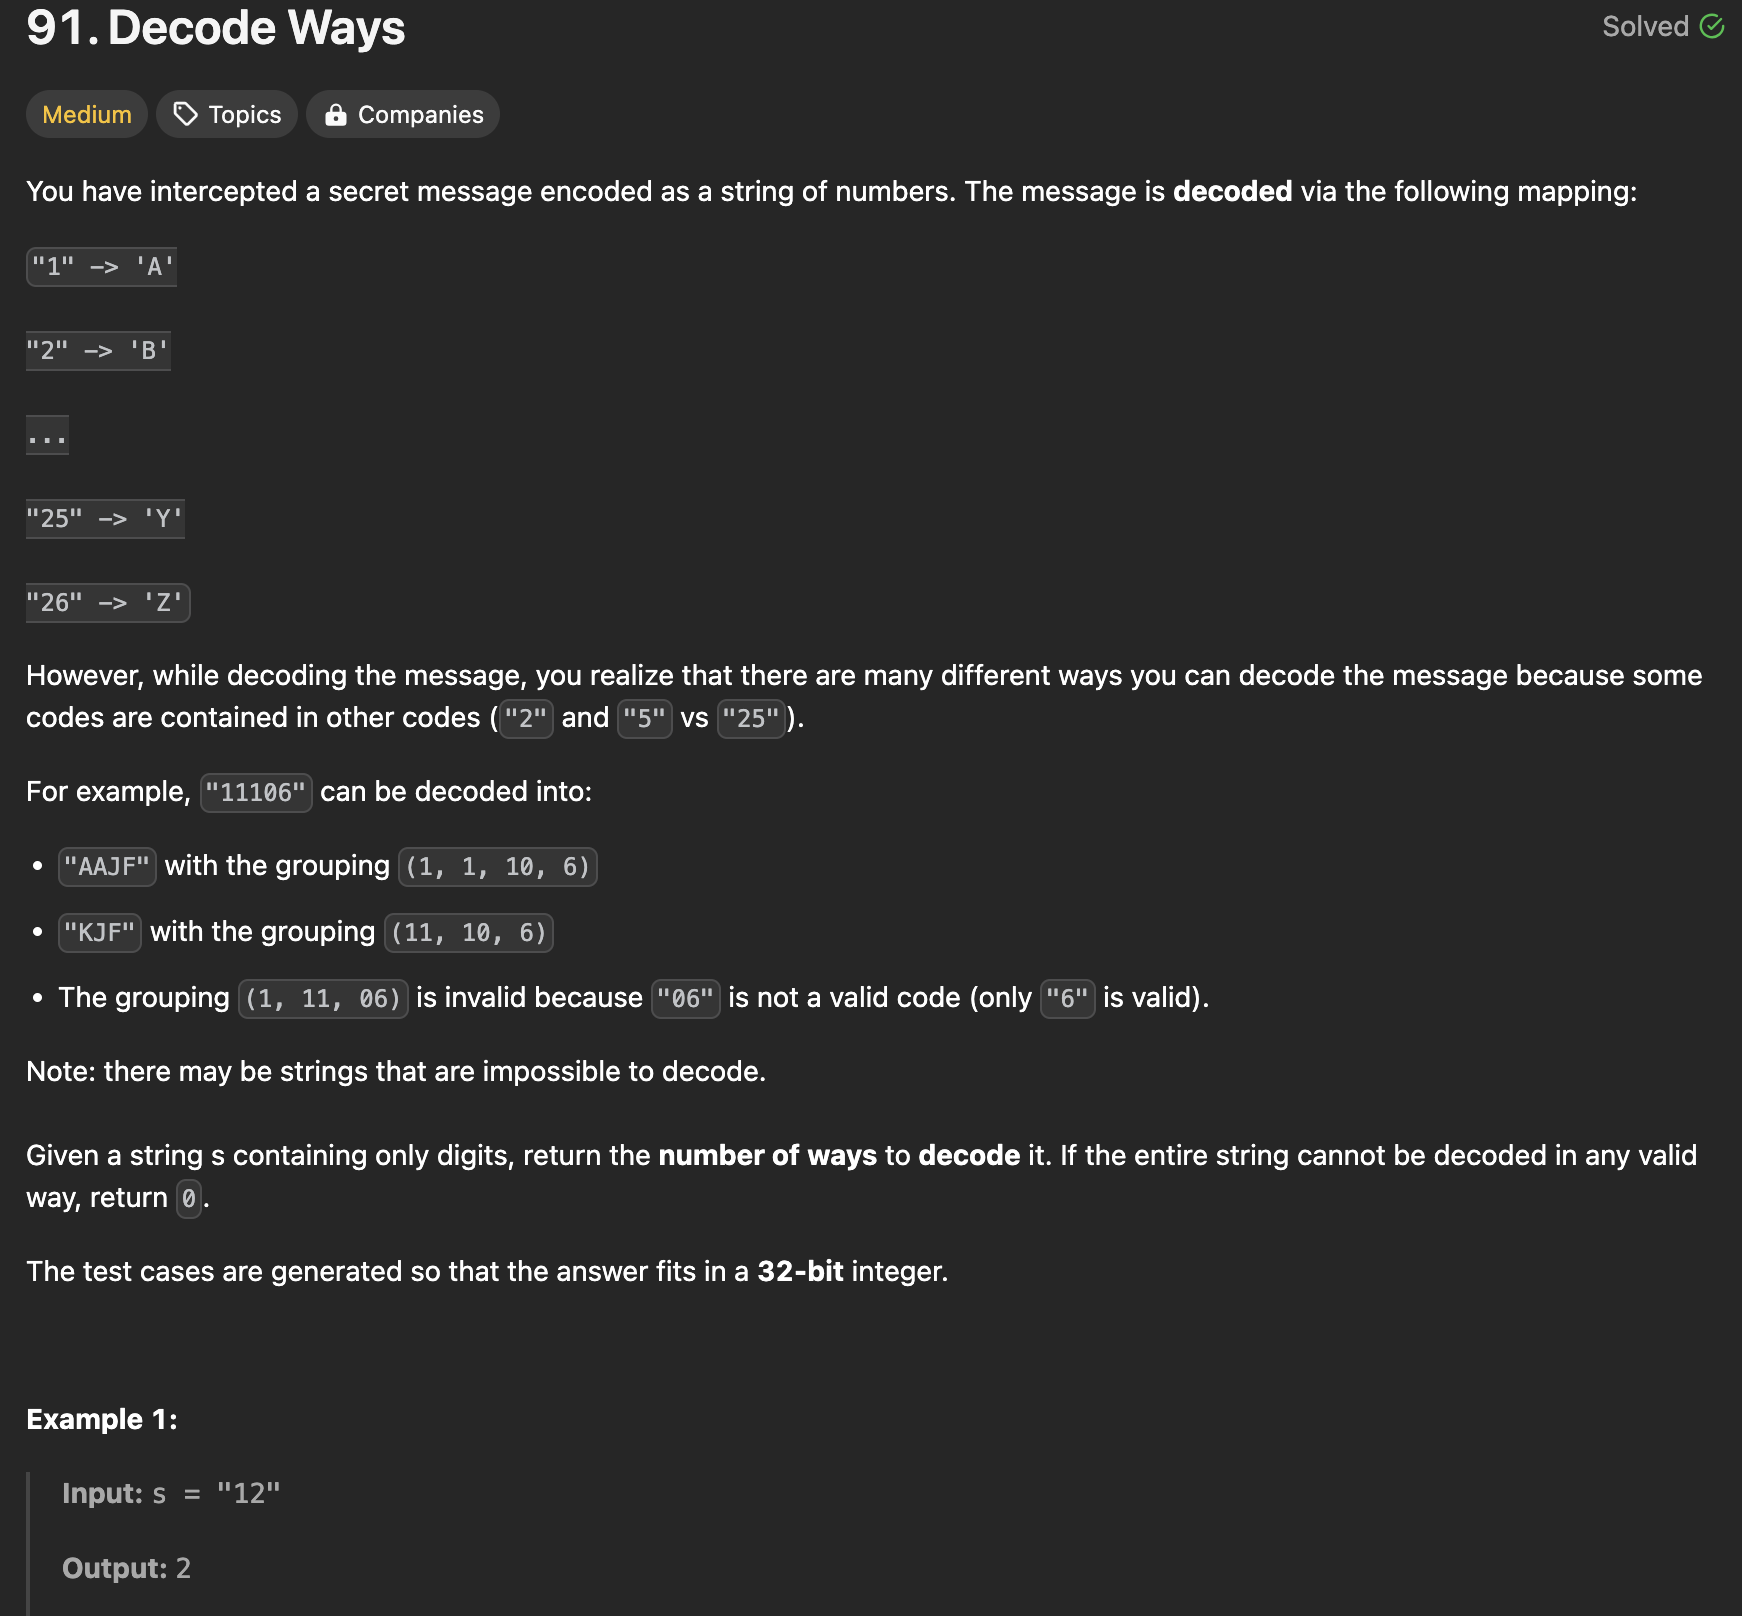 91. Decode Ways
Solved
Medium
Topics
Companies
You have intercepted a secret message encoded as a string of numbers. The message is decoded via the following mapping:
"1" -> 'A'
"2" -> 'B'
...
"25" -> 'Y'
"26" -> 'Z'
However, while decoding the message, you realize that there are many different ways you can decode the message because some
codes are contained in other codes ("2" and "5" vs "25").
For example, "11106" can be decoded into:
• "AAJF" with the grouping (1, 1, 10, 6)
• "KJF" with the grouping (11, 10, 6)
• The grouping (1, 11, 06) is invalid because "06" is not a valid code (only "6" is valid).
Note: there may be strings that are impossible to decode.
Given a string s containing only digits, return the number of ways to decode it. If the entire string cannot be decoded in any valid
way, return 0.
The test cases are generated so that the answer fits in a 32-bit integer.
Example 1:
Input: s = "12"
Output: 2